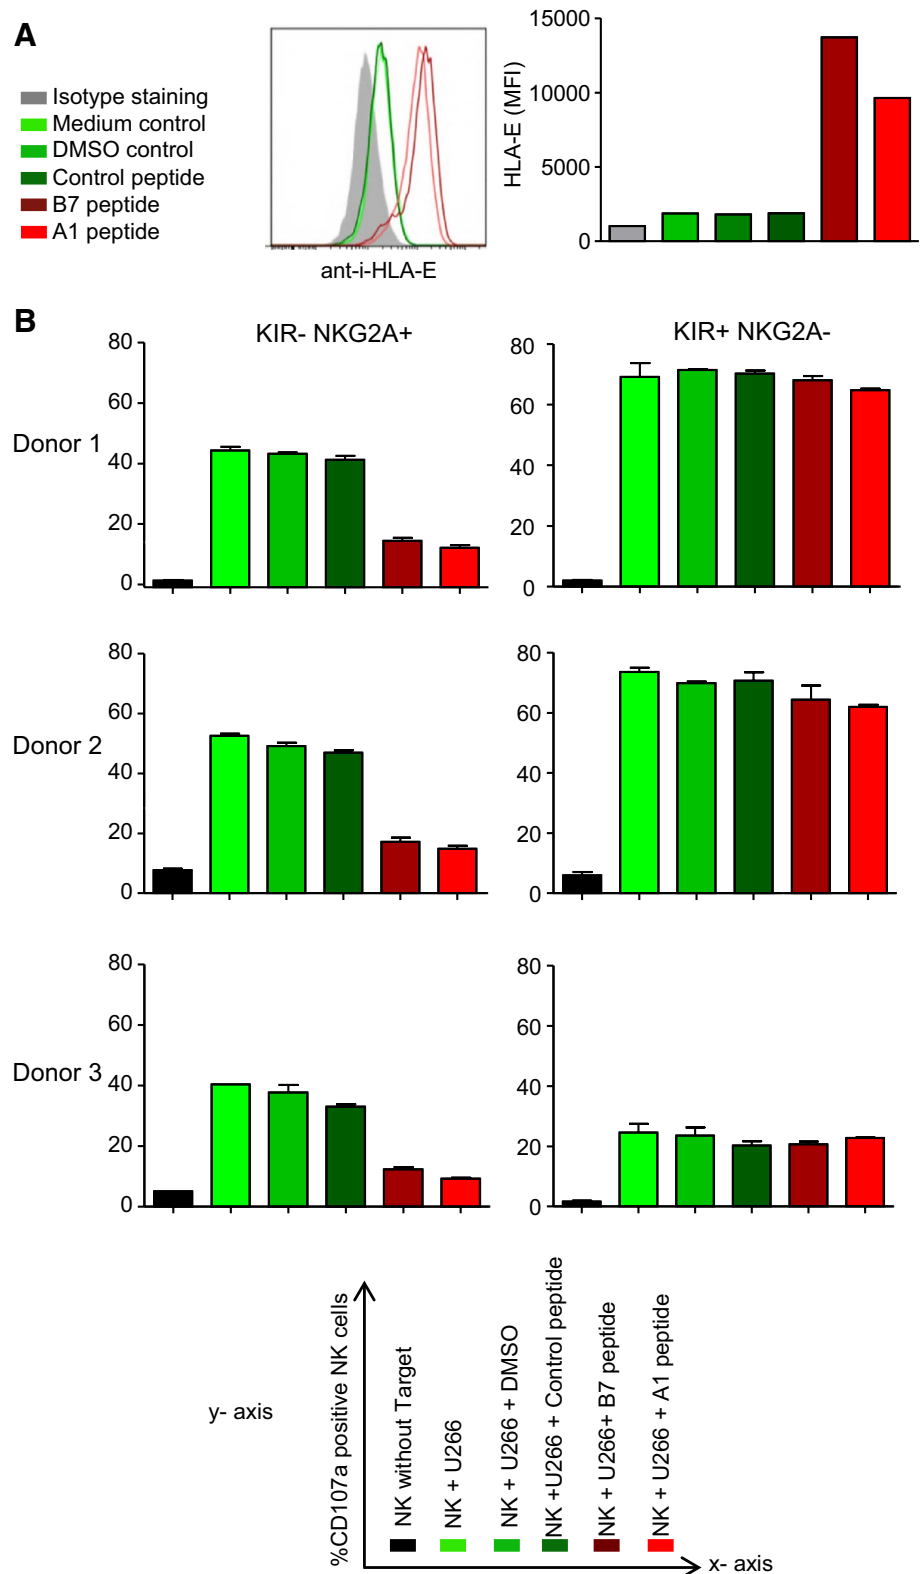 A
Isotype staining
Medium control
DMSO control
Control peptide
B7 peptide
A1 peptide
ant-i-HLA-E
HLA-E (MFI)
15000
10000
5000
0
B
KIR- NKG2A+
KIR+ NKG2A-
Donor 1
80
60
40
20
0
80
60
40
20
0
Donor 2
80
60
40
20
0
80
60
40
20
0
Donor 3
80
60
40
20
0
80
60
40
20
0
y- axis
%CD107a positive NK cells
NK without Target
NK + U266
NK + U266 + DMSO
NK +U266 + Control peptide
NK + U266+ B7 peptide
NK + U266 + A1 peptide
x- axis